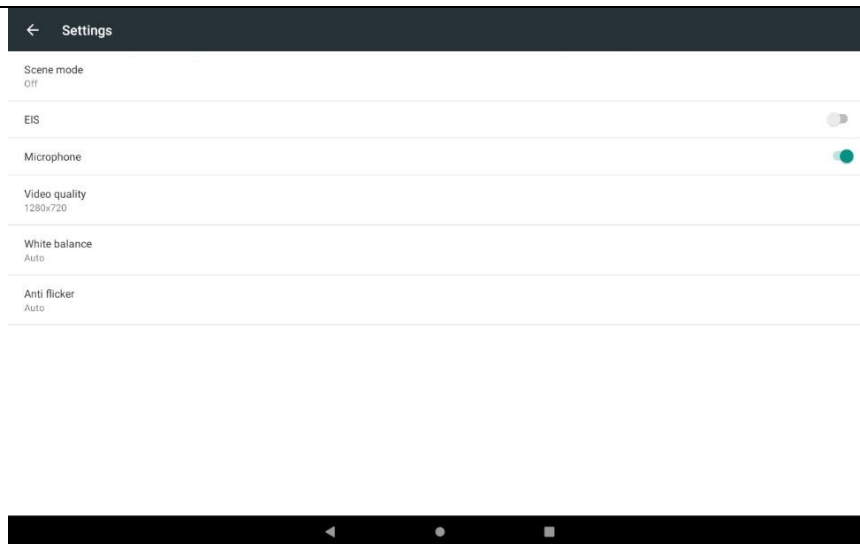 Settings
Scene mode
Off
EIS
Microphone
Video quality
1280x720
White balance
Auto
Anti flicker
Auto